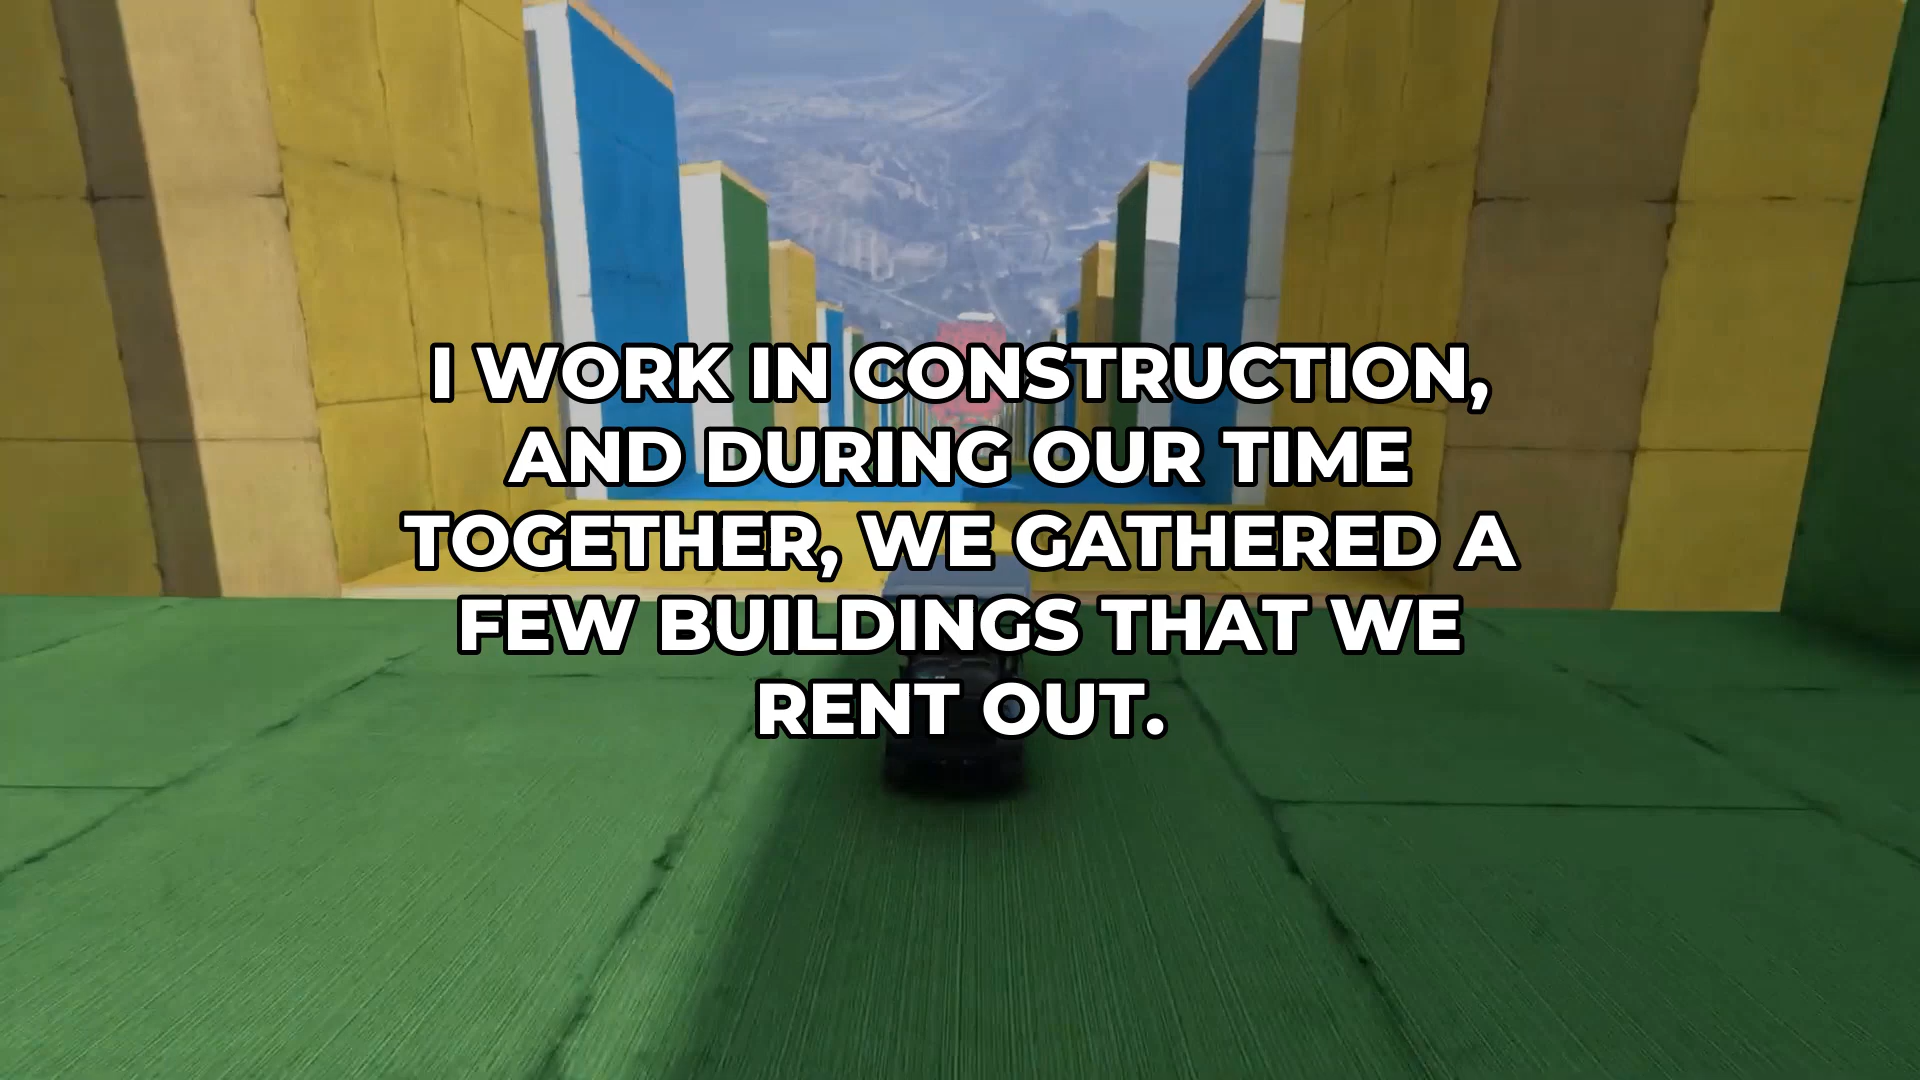 I WORK IN CONSTRUCTION,
AND DURING OUR TIME
TOGETHER, WE GATHERED A
FEW BUILDINGS THAT WE
RENT OUT.